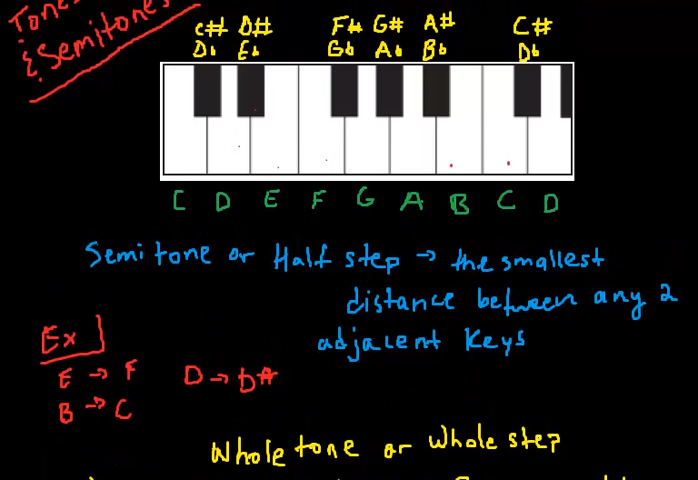 Tone
& Semitones
C# D# F# G# A# C#
Db Eb Gb Ab Bb Db
C D E F G A B C D
Semitone or Half step → the smallest
distance between any 2
adjacent Keys
Ex
E → F D → D#
B → C
Whole tone or whole step